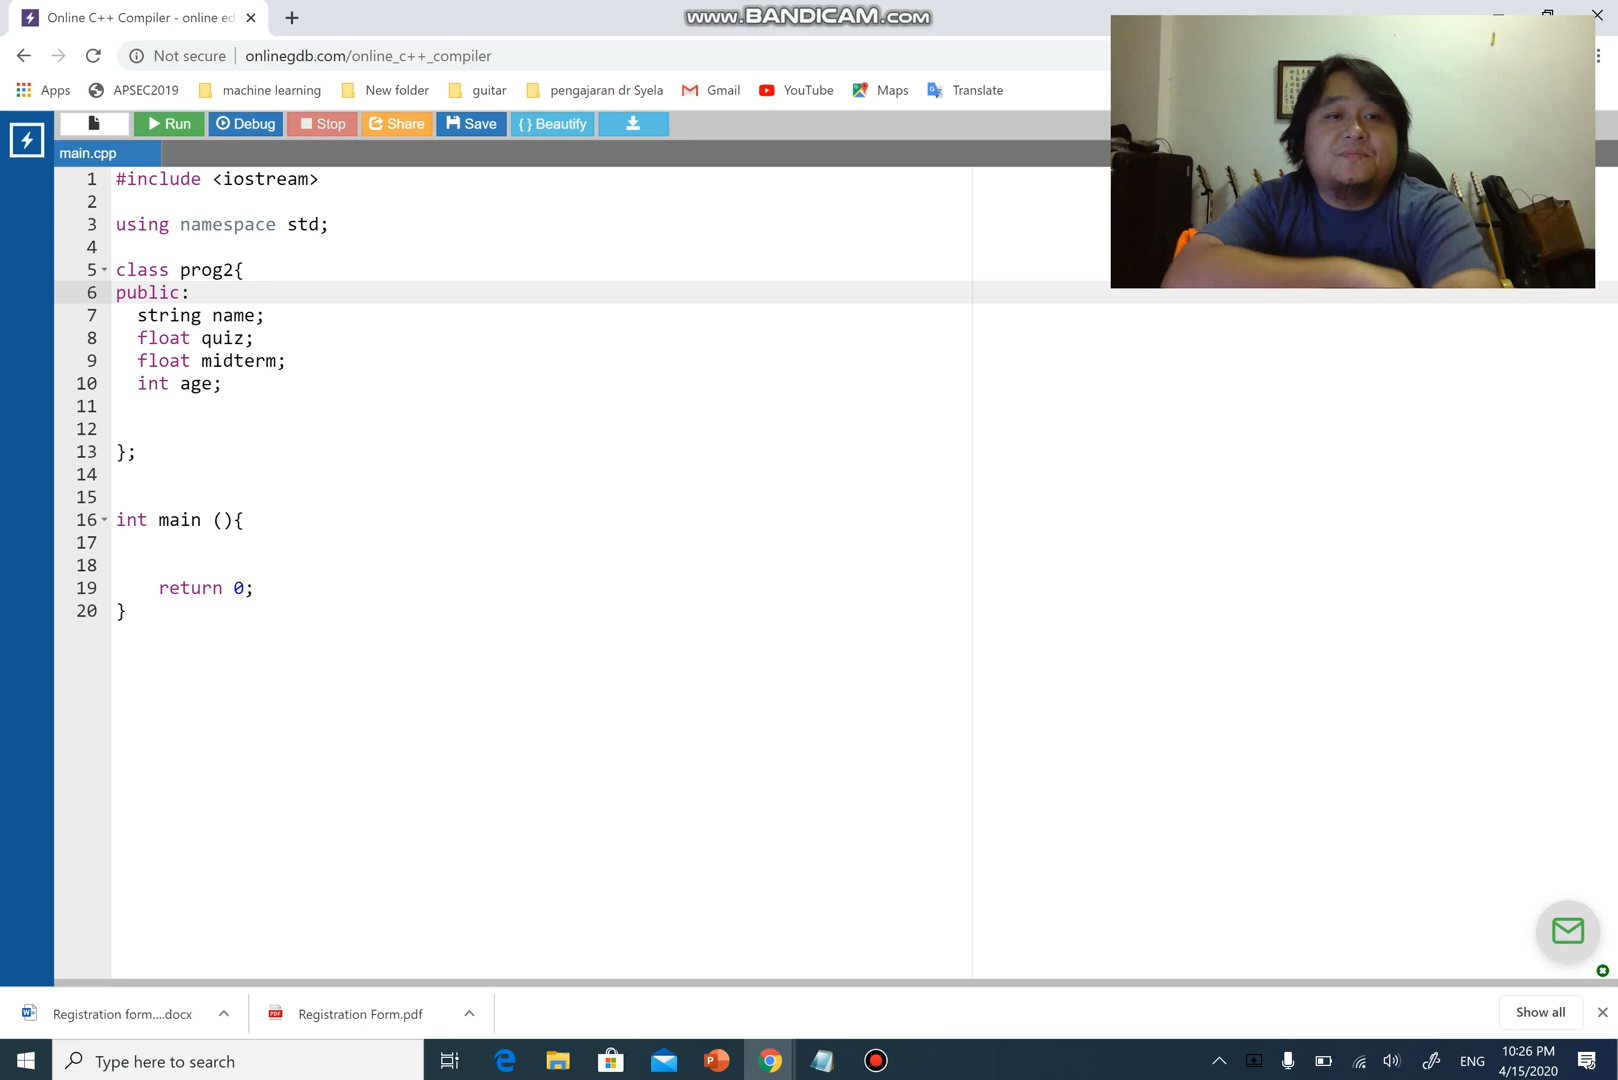 Online C++ Compiler - online ed
www.BANDICAM.com
Not secure
onlinegdb.com/online_c++_compiler
Apps
APSEC2019
machine learning
New folder
guitar
pengajaran dr Syela
Gmail
YouTube
Maps
Translate
Run
Debug
Stop
Share
Save
{ } Beautify
main.cpp
1 #include <iostream>
2
3 using namespace std;
4
5 class prog2{
6 public:
7 string name;
8 float quiz;
9 float midterm;
10 int age;
11
12
13 };
14
15
16 int main (){
17
18
19 return 0;
20 }
Registration form....docx
PDF
Registration Form.pdf
Show all
Type here to search
ENG
10:26 PM
4/15/2020